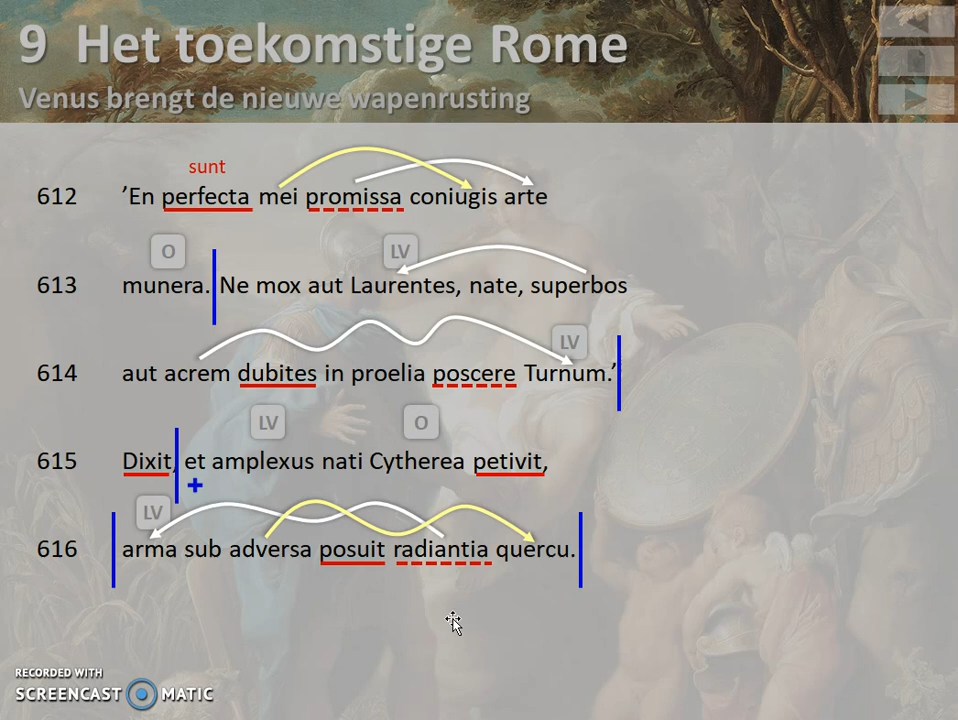 9 Het toekomstige Rome
Venus brengt de nieuwe wapenrusting
sunt
612 ’En perfecta mei promissa coniugis arte
O LV
613 munera. Ne mox aut Laurentes, nate, superbos
LV
614 aut acrem dubites in proelia poscere Turnum.’
LV O
615 Dixit, et amplexus nati Cytherea petivit,
+
LV
616 arma sub adversa posuit radiantia quercu.
RECORDED WITH
SCREENCAST MATIC